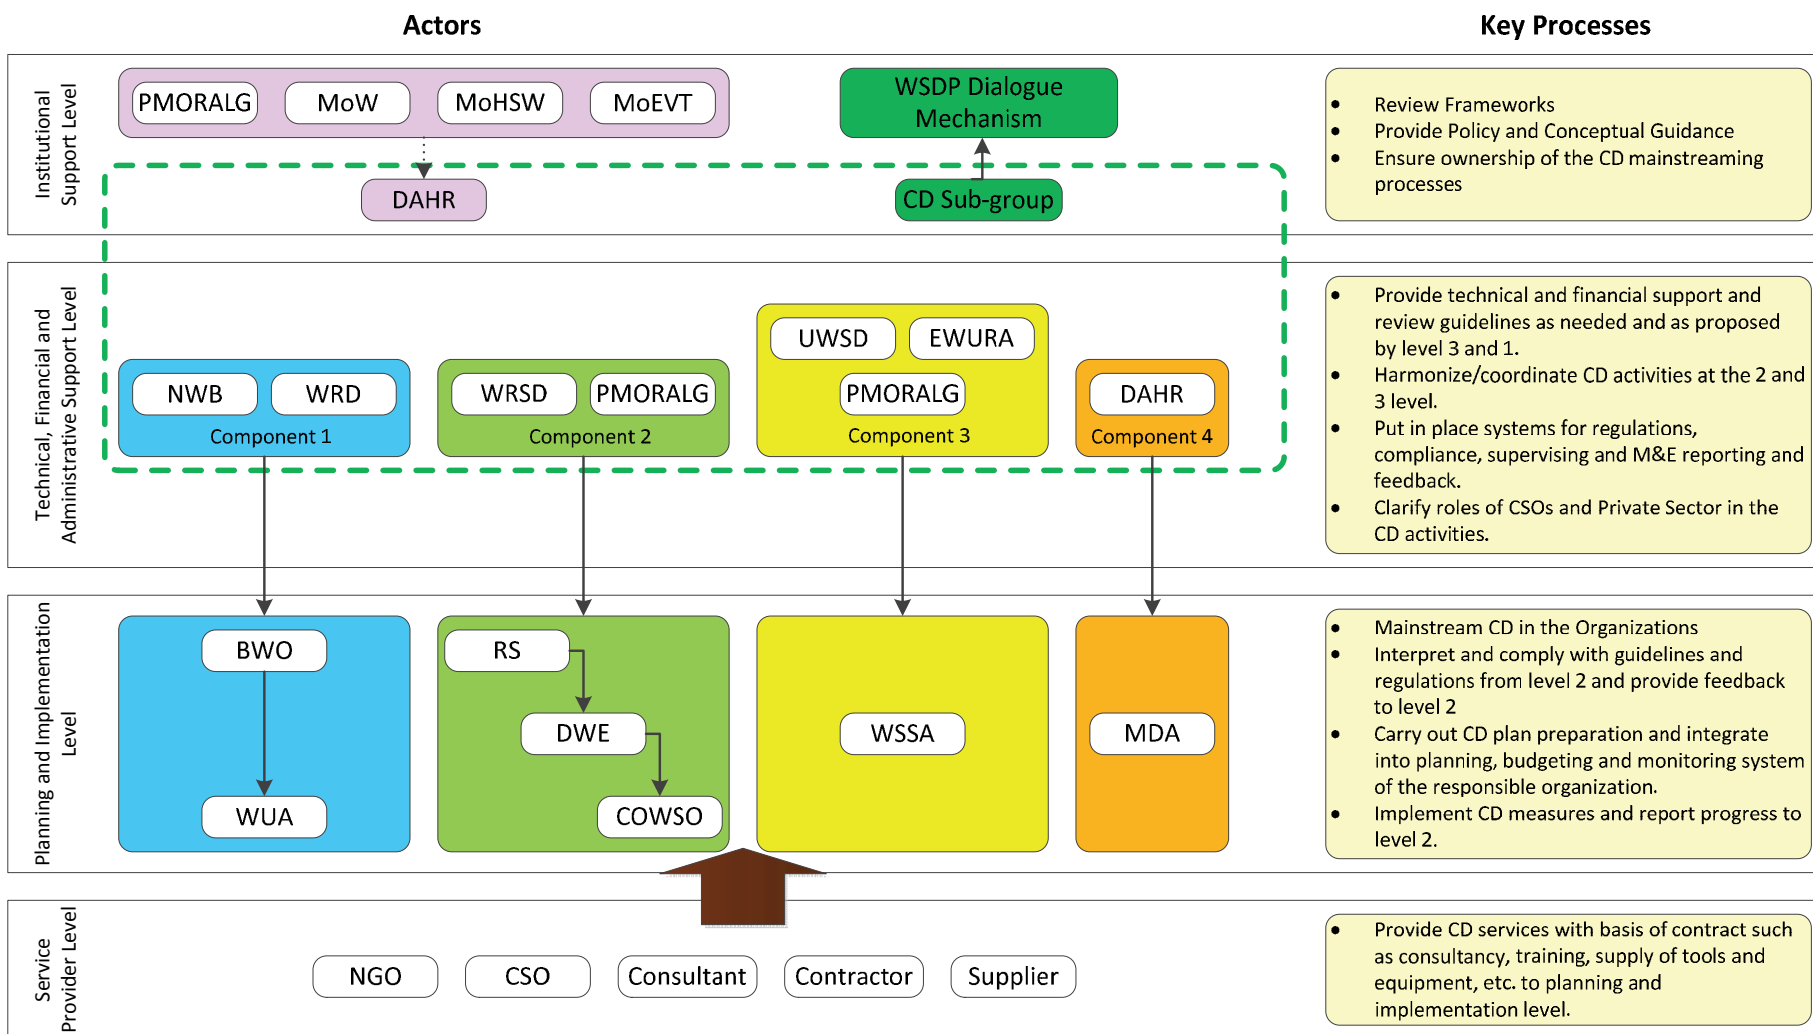 Actors
Key Processes
Institutional
Support Level
PMORALG
MoW
MoHSW
MoEVT
DAHR
WSDP Dialogue
Mechanism
CD Sub-group
• Review Frameworks
• Provide Policy and Conceptual Guidance
• Ensure ownership of the CD mainstreaming
processes
Technical, Financial and
Administrative Support Level
NWB
WRD
Component 1
WRSD
PMORALG
Component 2
UWSD
EWURA
PMORALG
Component 3
DAHR
Component 4
• Provide technical and financial support and
review guidelines as needed and as proposed
by level 3 and 1.
• Harmonize/coordinate CD activities at the 2 and
3 level.
• Put in place systems for regulations,
compliance, supervising and M&E reporting and
feedback.
• Clarify roles of CSOs and Private Sector in the
CD activities.
Planning and Implementation
Level
BWO
WUA
RS
DWE
COWSO
WSSA
MDA
• Mainstream CD in the Organizations
• Interpret and comply with guidelines and
regulations from level 2 and provide feedback
to level 2
• Carry out CD plan preparation and integrate
into planning, budgeting and monitoring system
of the responsible organization.
• Implement CD measures and report progress to
level 2.
Service
Provider Level
NGO
CSO
Consultant
Contractor
Supplier
• Provide CD services with basis of contract such
as consultancy, training, supply of tools and
equipment, etc. to planning and
implementation level.